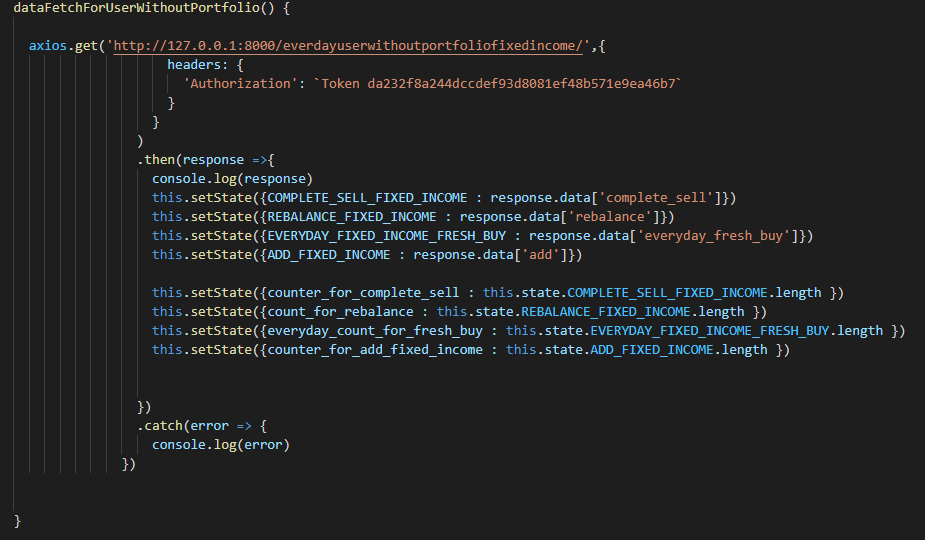 dataFetchForUserWithoutPortfolio() {
axios.get('http://127.0.0.1:8000/everdayuserwithoutportfoliofixedincome/',{
headers: {
'Authorization': `Token da232f8a244dccdef93d8081ef48b571e9ea46b7`
}
}
)
.then(response =>{
console.log(response)
this.setState({COMPLETE_SELL_FIXED_INCOME : response.data['complete_sell']})
this.setState({REBALANCE_FIXED_INCOME : response.data['rebalance']})
this.setState({EVERYDAY_FIXED_INCOME_FRESH_BUY : response.data['everyday_fresh_buy']})
this.setState({ADD_FIXED_INCOME : response.data['add']})
this.setState({counter_for_complete_sell : this.state.COMPLETE_SELL_FIXED_INCOME.length })
this.setState({count_for_rebalance : this.state.REBALANCE_FIXED_INCOME.length })
this.setState({everyday_count_for_fresh_buy : this.state.EVERYDAY_FIXED_INCOME_FRESH_BUY.length })
this.setState({counter_for_add_fixed_income : this.state.ADD_FIXED_INCOME.length })
})
.catch(error => {
console.log(error)
})
}